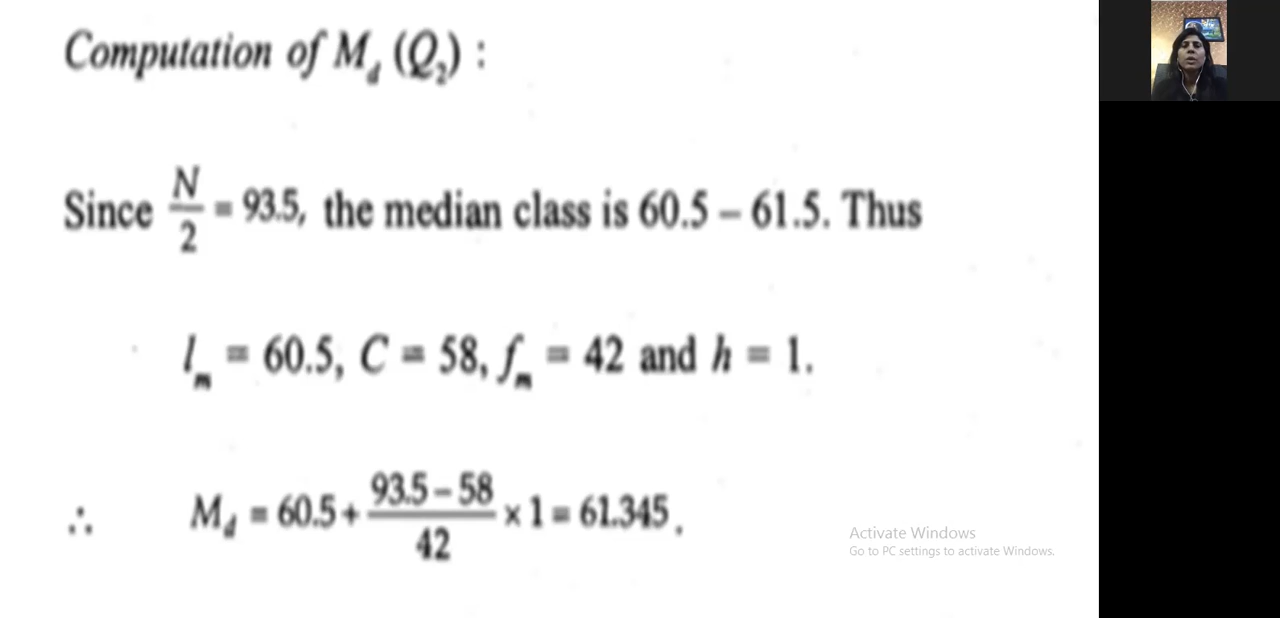 Computation of M_d (Q_2) :
Since N/2 = 93.5, the median class is 60.5 – 61.5. Thus
l_m = 60.5, C = 58, f_m = 42 and h = 1.
∴ M_d = 60.5 + (93.5 – 58)/42 × 1 = 61.345.
Activate Windows
Go to PC settings to activate Windows.